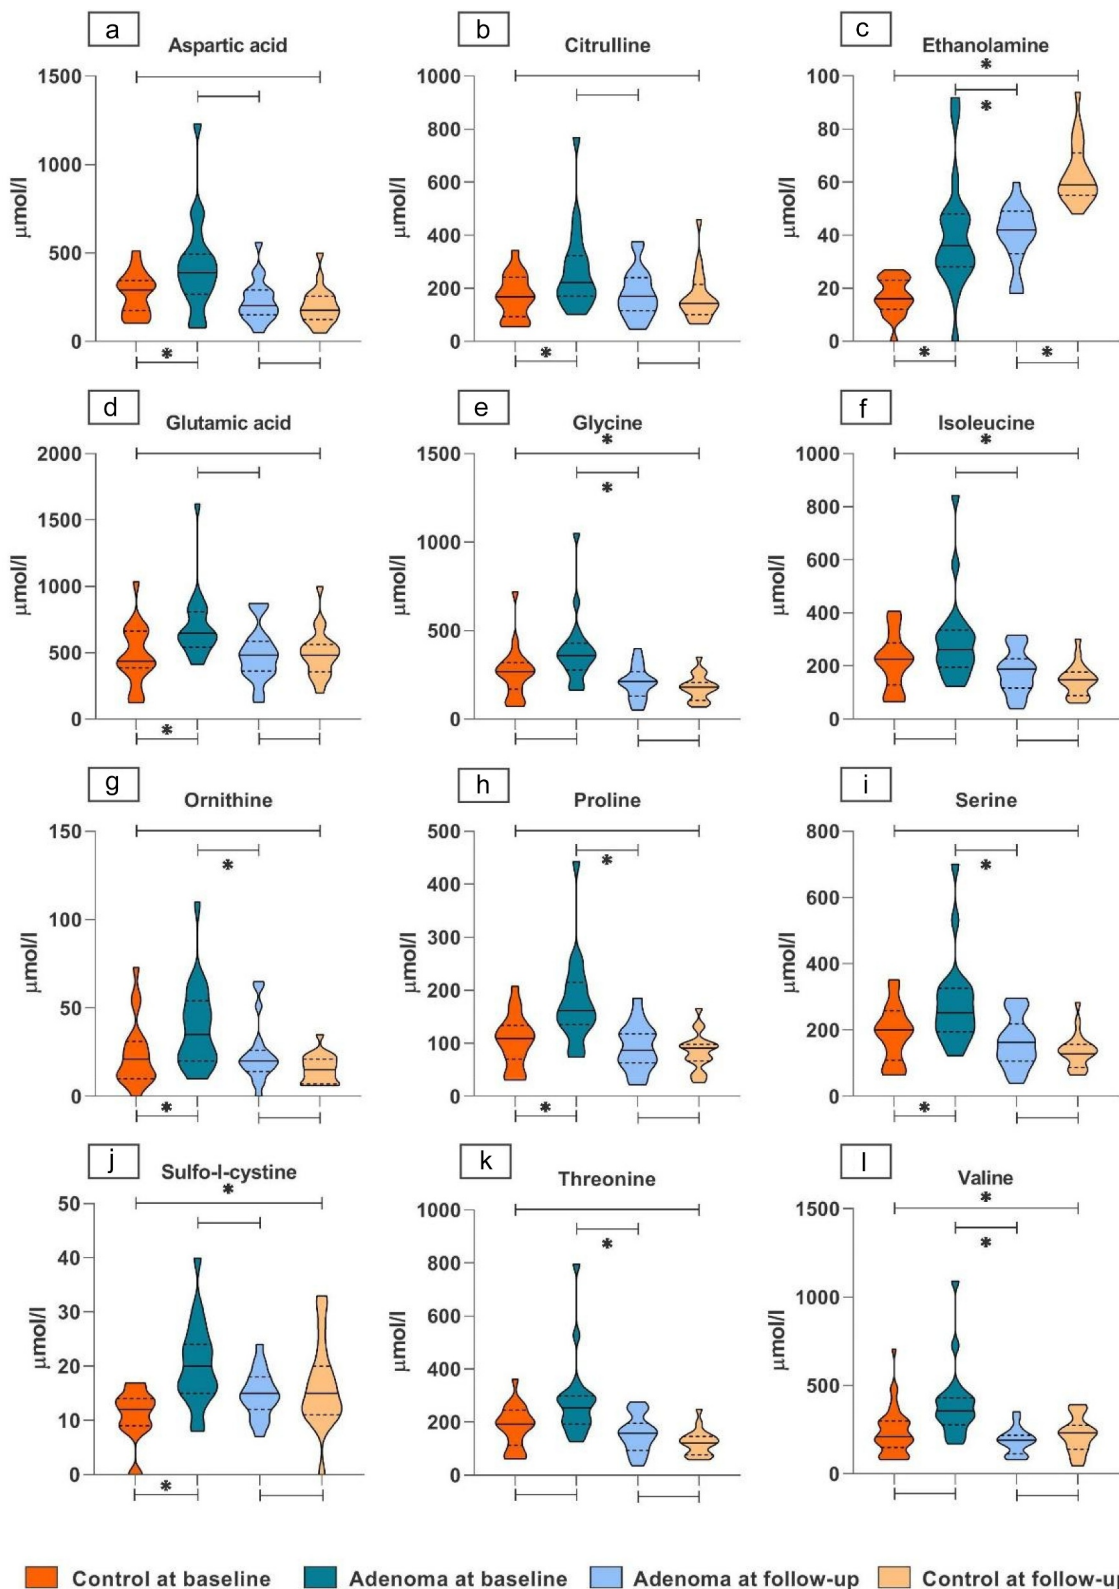 a b c
Aspartic acid Citrulline Ethanolamine
* *
1500 1000 100
1000 800 80
500 600 60
0 400 40
200 20
0 0
µmol/l µmol/l µmol/l
* * * *
d e f
Glutamic acid Glycine Isoleucine
* *
2000 1500 1000
1500 1000 800
1000 500 600
500 0 400
0 200
0
µmol/l µmol/l µmol/l
* *
g h i
Ornithine Proline Serine
150 500 800
100 400 600
50 300 400
0 200 200
100 0
0
µmol/l µmol/l µmol/l
* * *
* * *
j k l
Sulfo-l-cystine Threonine Valine
* *
50 1000 1500
40 800 1000
30 600 500
20 400 0
10 200
0 0
µmol/l µmol/l µmol/l
* *
*
Control at baseline Adenoma at baseline Adenoma at follow-up Control at follow-up